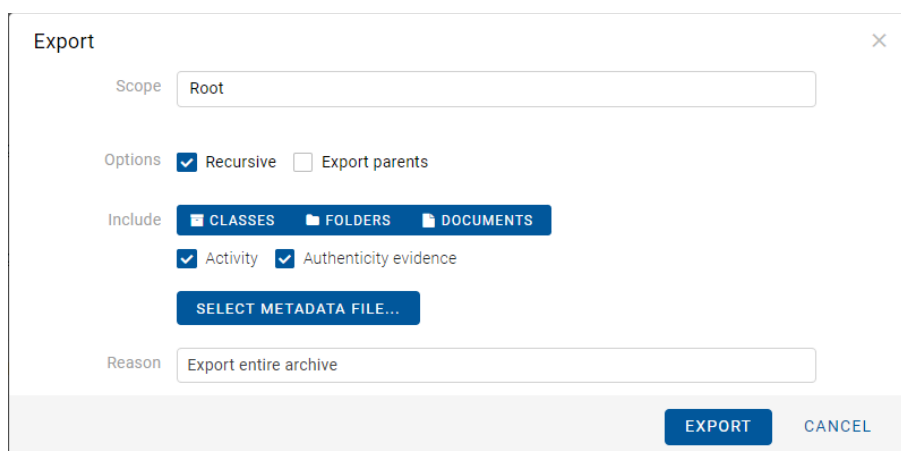 Export
Scope Root
Options Recursive Export parents
Include CLASSES FOLDERS DOCUMENTS
Activity Authenticity evidence
SELECT METADATA FILE...
Reason Export entire archive
EXPORT CANCEL